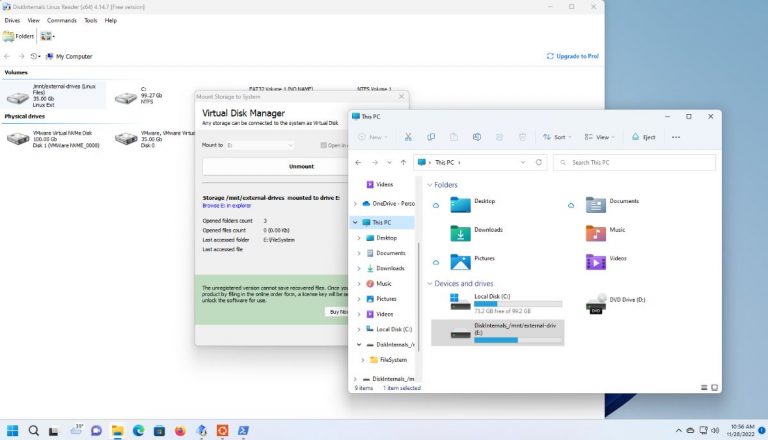 DiskInternals Linux Reader (x64) 4.14.7 [Free version]
Drives View Commands Tools Help
Folders
My Computer
Upgrade to Pro!
Volumes
/mnt/external-drives (Linux Files)
35.00 Gb
Linux Ext
C:
99.27 Gb
NTFS
FAT32 Volume 1 (NO NAME)
NTFS Volume 1
Physical drives
VMware Virtual NVMe Disk
100.00 Gb
Disk 1 (VMWare NVME_0000)
VMware, VMware Virtual
35.00 Gb
Disk 0
Mount Storage to System
Virtual Disk Manager
Any storage can be connected to the system as Virtual Disk
Mount to E:
Open in
Unmount
Storage /mnt/external-drives mounted to drive E:
Browse E: in explorer
Opened folders count 3
Opened files count 0 (0.00 Kb)
Last accessed folder E:\FileSystem
Last accessed file
The unregistered version cannot save recovered files. Once you
product by filling in the online order form, a license key will be
unlock the software for use.
Buy Now
This PC
New
Sort
View
Eject
This PC
Search This PC
Videos
OneDrive - Perso
This PC
Desktop
Documents
Downloads
Music
Pictures
Videos
Local Disk (C:)
DiskInternals_/m
FileSystem
DiskInternals_/mn
Folders
Desktop
Documents
Downloads
Music
Pictures
Videos
Devices and drives
Local Disk (C:)
73.2 GB free of 99.2 GB
DVD Drive (D:)
DVD
DiskInternals_/mnt/external-driv
(E:)
9 items 1 item selected
39°
10:56 AM
11/28/2022